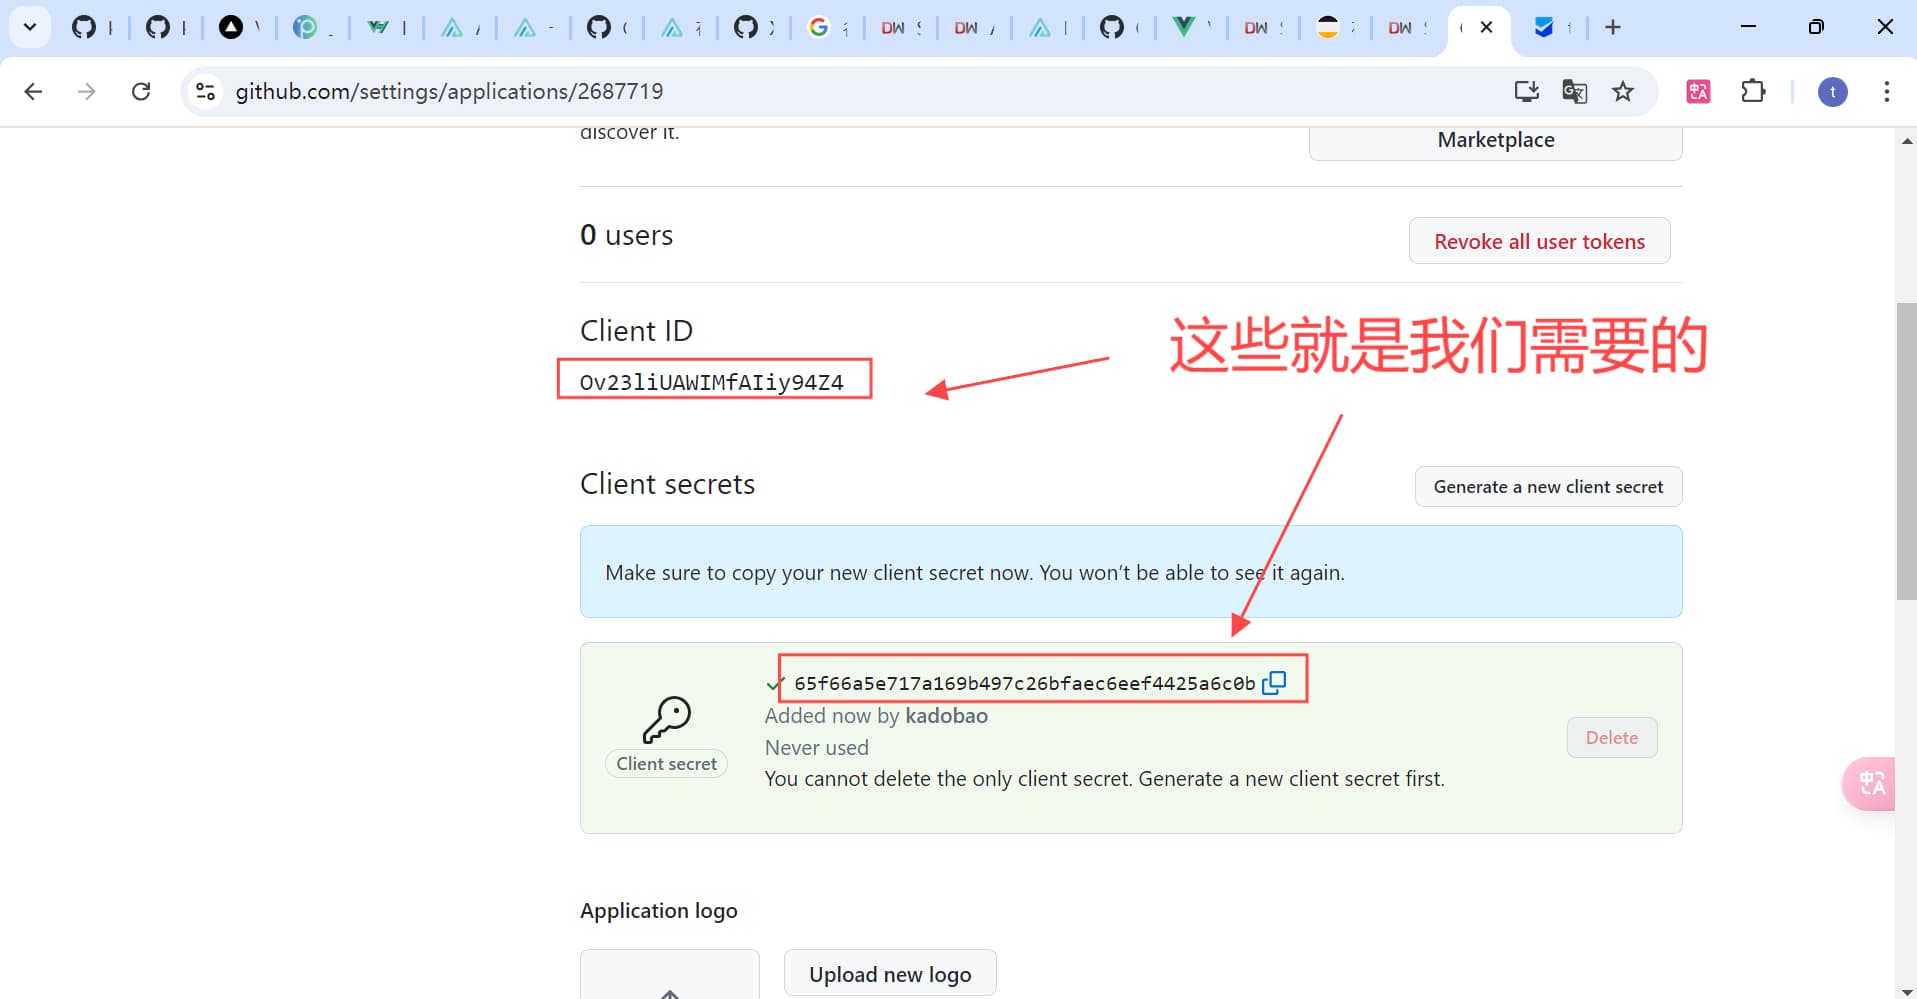 github.com/settings/applications/2687719
t
discover it.
Marketplace
0 users
Revoke all user tokens
Client ID
这些就是我们需要的
Ov23liUAWIMfAIiy94Z4
Client secrets
Generate a new client secret
Make sure to copy your new client secret now. You won't be able to see it again.
65f66a5e717a169b497c26bfaec6eef4425a6c0b
Added now by kadobao
Never used
Client secret
Delete
You cannot delete the only client secret. Generate a new client secret first.
Application logo
Upload new logo